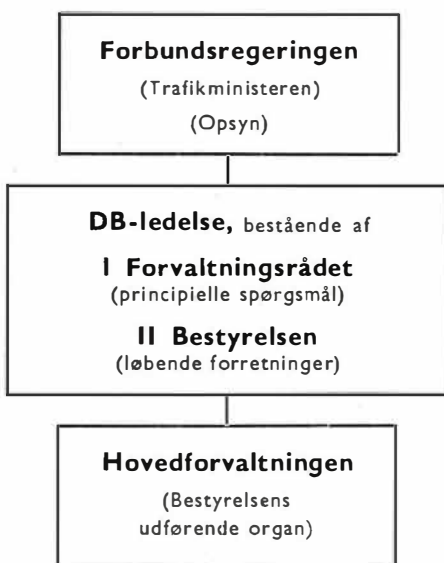 Forbundsregeringen
(Trafikministeren)
(Opsyn)
DB-ledelse, bestående af
I Forvaltningsrådet
(principielle spørgsmål)
II Bestyrelsen
(løbende forretninger)
Hovedforvaltningen
(Bestyrelsens
udførende organ)